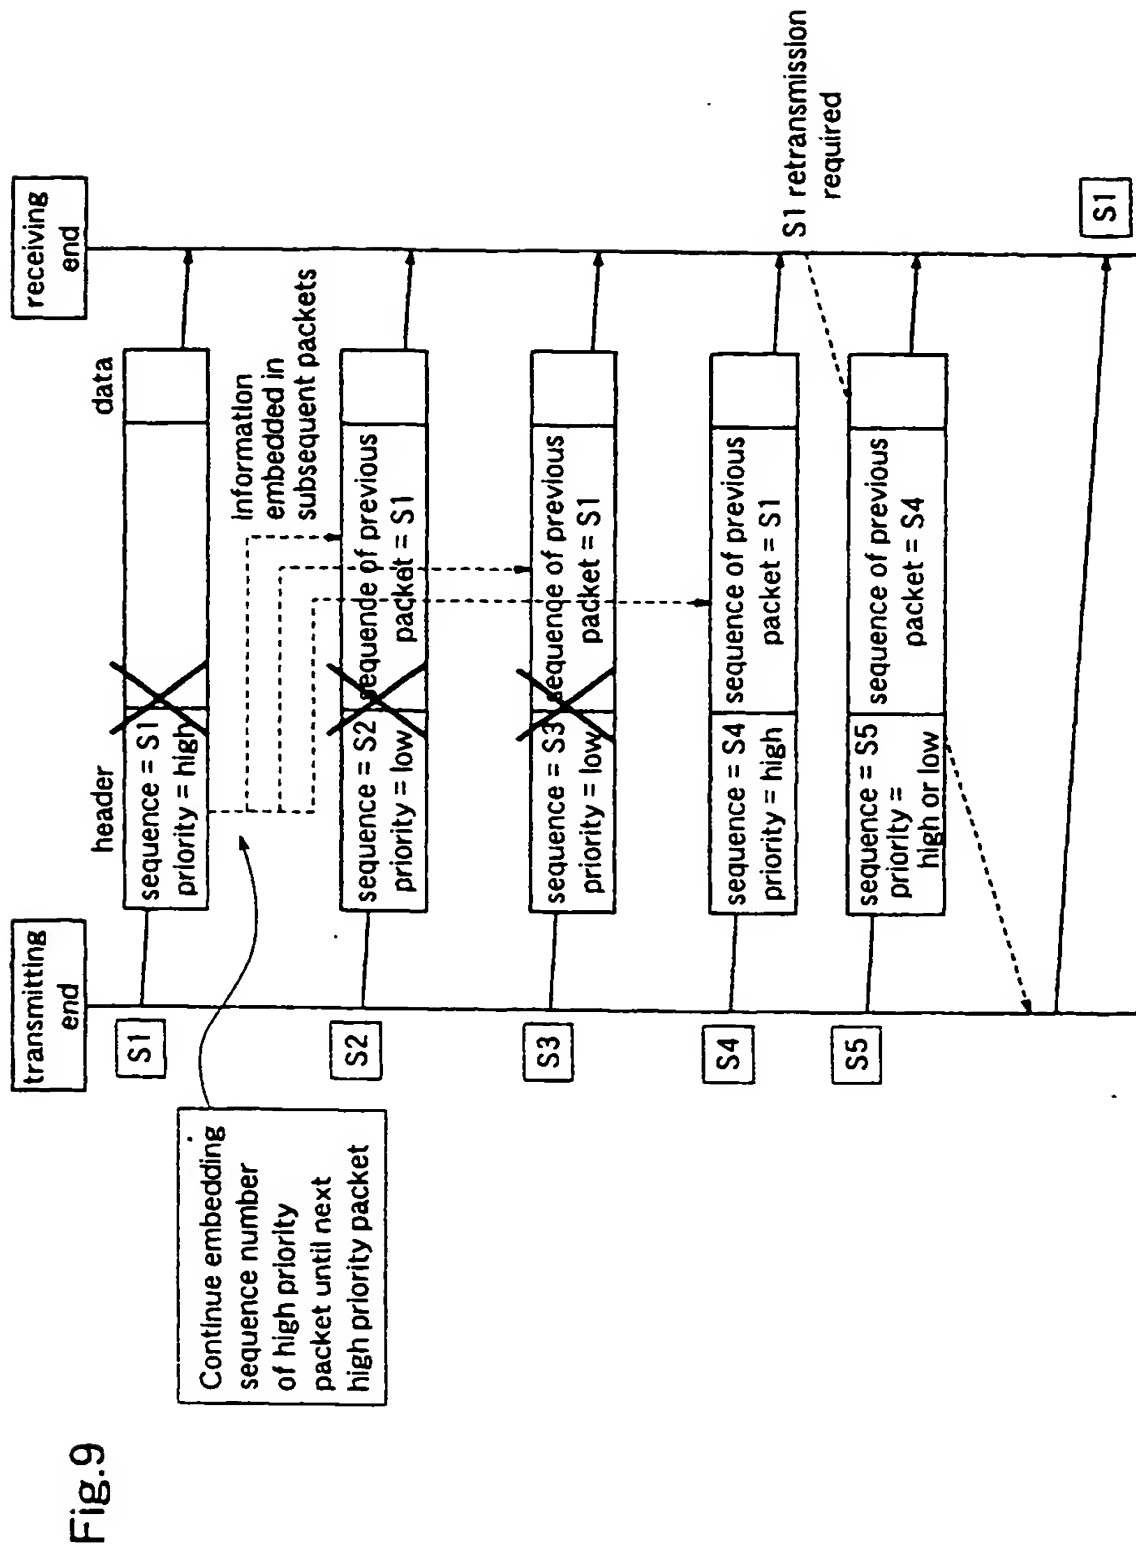 Fig.9
transmitting
end
receiving
end
header
data
S1
sequence = S1
priority = high
Information
embedded in
subsequent packets
Continue embedding
sequence number
of high priority
packet until next
high priority packet
S2
sequence = S2
priority = low
sequence of previous
packet = S1
S3
sequence = S3
priority = low
sequence of previous
packet = S1
S4
sequence = S4
priority = high
sequence of previous
packet = S1
S1 retransmission
required
S5
sequence = S5
priority =
high or low
sequence of previous
packet = S4
S1